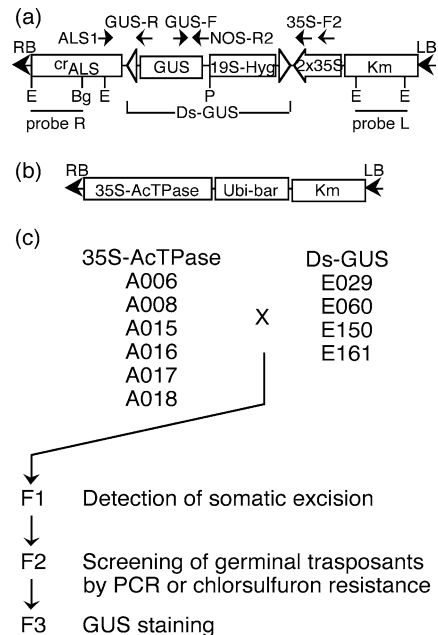 (a)
GUS-R GUS-F 35S-F2
RB ALS1 NOS-R2 LB
crALS GUS 19S-Hyg 2x35S Km
E Bg E P E E
probe R Ds-GUS probe L
(b)
RB LB
35S-AcTPase Ubi-bar Km
(c)
35S-AcTPase Ds-GUS
A006 E029
A008 E060
A015 X E150
A016 E161
A017
A018
F1 Detection of somatic excision
F2 Screening of germinal trasposants
by PCR or chlorsulfuron resistance
F3 GUS staining